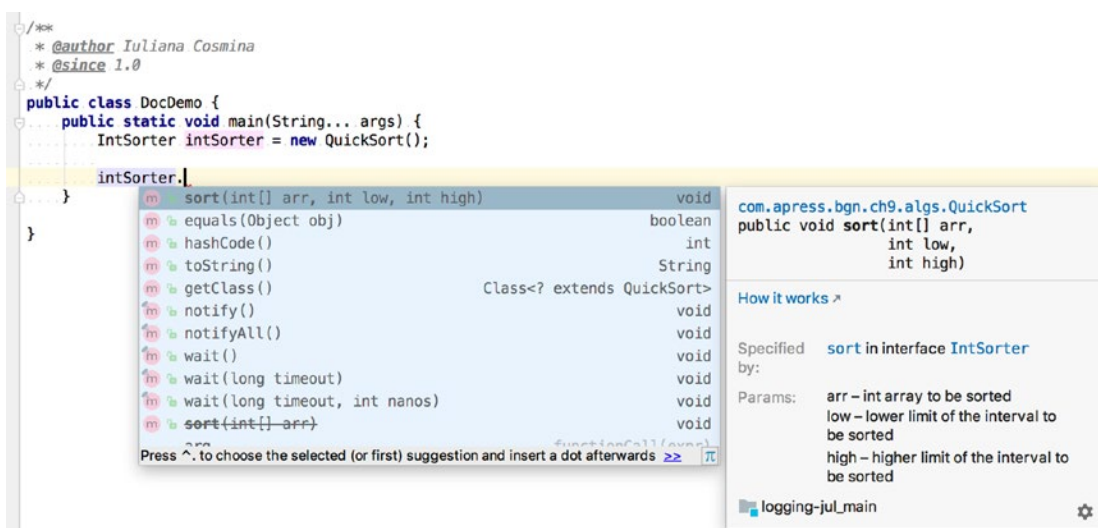 /**
* @author Iuliana Cosmina
* @since 1.0
*/
public class DocDemo {
public static void main(String... args) {
IntSorter intSorter = new QuickSort();
intSorter.
}
}
m sort(int[] arr, int low, int high) void
m equals(Object obj) boolean
m hashCode() int
m toString() String
m getClass() Class<? extends QuickSort>
m notify() void
m notifyAll() void
m wait() void
m wait(long timeout) void
m wait(long timeout, int nanos) void
m sort(int[] arr) void
arg functionCall(expr)
Press ^. to choose the selected (or first) suggestion and insert a dot afterwards >> π
com.apress.bgn.ch9.algs.QuickSort
public void sort(int[] arr,
int low,
int high)
How it works ↗
Specified by: sort in interface IntSorter
Params: arr – int array to be sorted
low – lower limit of the interval to
be sorted
high – higher limit of the interval to
be sorted
logging-jul_main